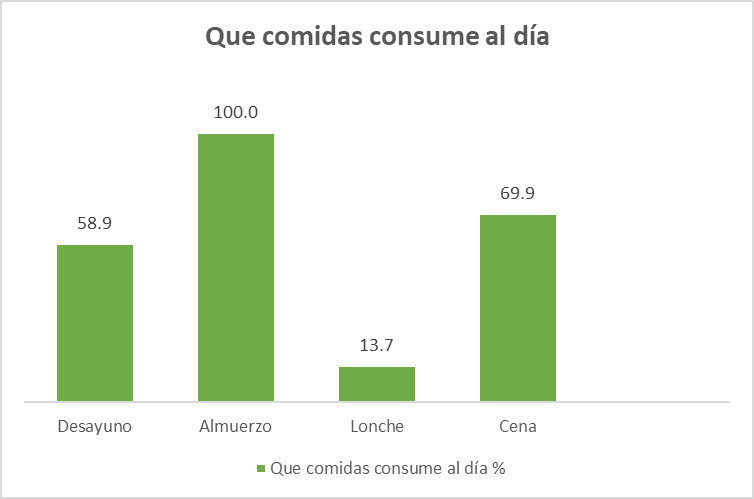 Que comidas consume al día
100.0
69.9
58.9
13.7
Desayuno Almuerzo Lonche Cena
Que comidas consume al día %